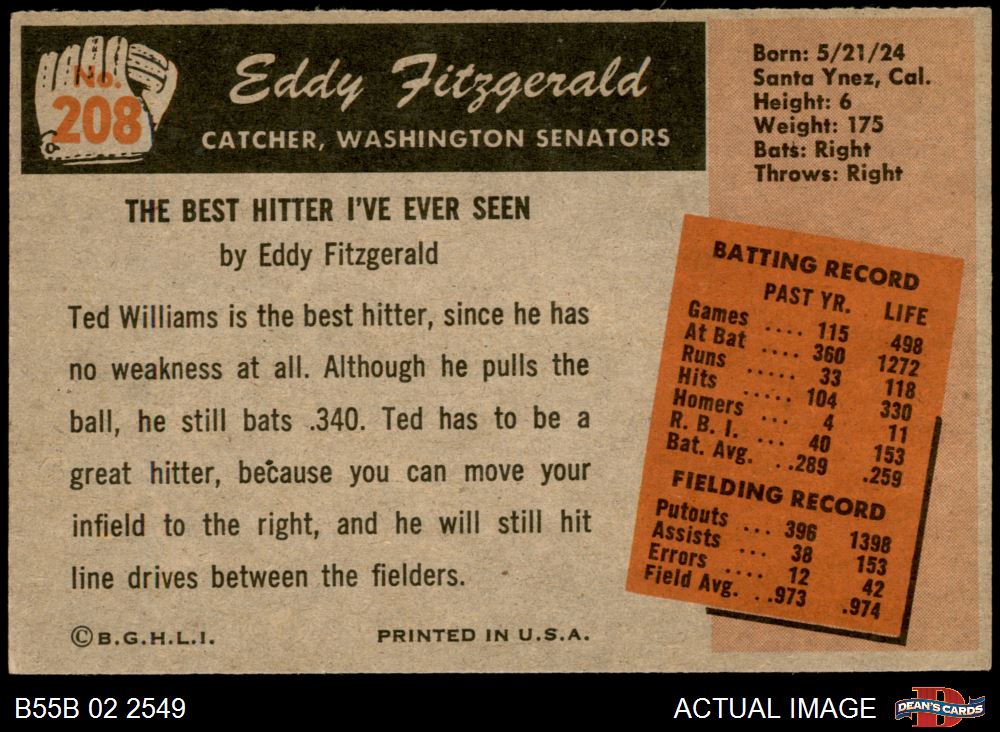 No.
208
Eddy Fitzgerald
CATCHER, WASHINGTON SENATORS
Born: 5/21/24
Santa Ynez, Cal.
Height: 6
Weight: 175
Bats: Right
Throws: Right
THE BEST HITTER I'VE EVER SEEN
by Eddy Fitzgerald
Ted Williams is the best hitter, since he has
no weakness at all. Although he pulls the
ball, he still bats .340. Ted has to be a
great hitter, because you can move your
infield to the right, and he will still hit
line drives between the fielders.
©B.G.H.L.I.
PRINTED IN U.S.A.
BATTING RECORD
PAST YR. LIFE
Games .... 115 498
At Bat .... 360 1272
Runs ..... 33 118
Hits ..... 104 330
Homers ... 4 11
R. B. I. ... 40 153
Bat. Avg. ..289 .259
FIELDING RECORD
Putouts ... 396 1398
Assists ... 38 153
Errors .... 12 42
Field Avg. ..973 .974
B55B 02 2549
ACTUAL IMAGE
D
DEAN'S CARDS